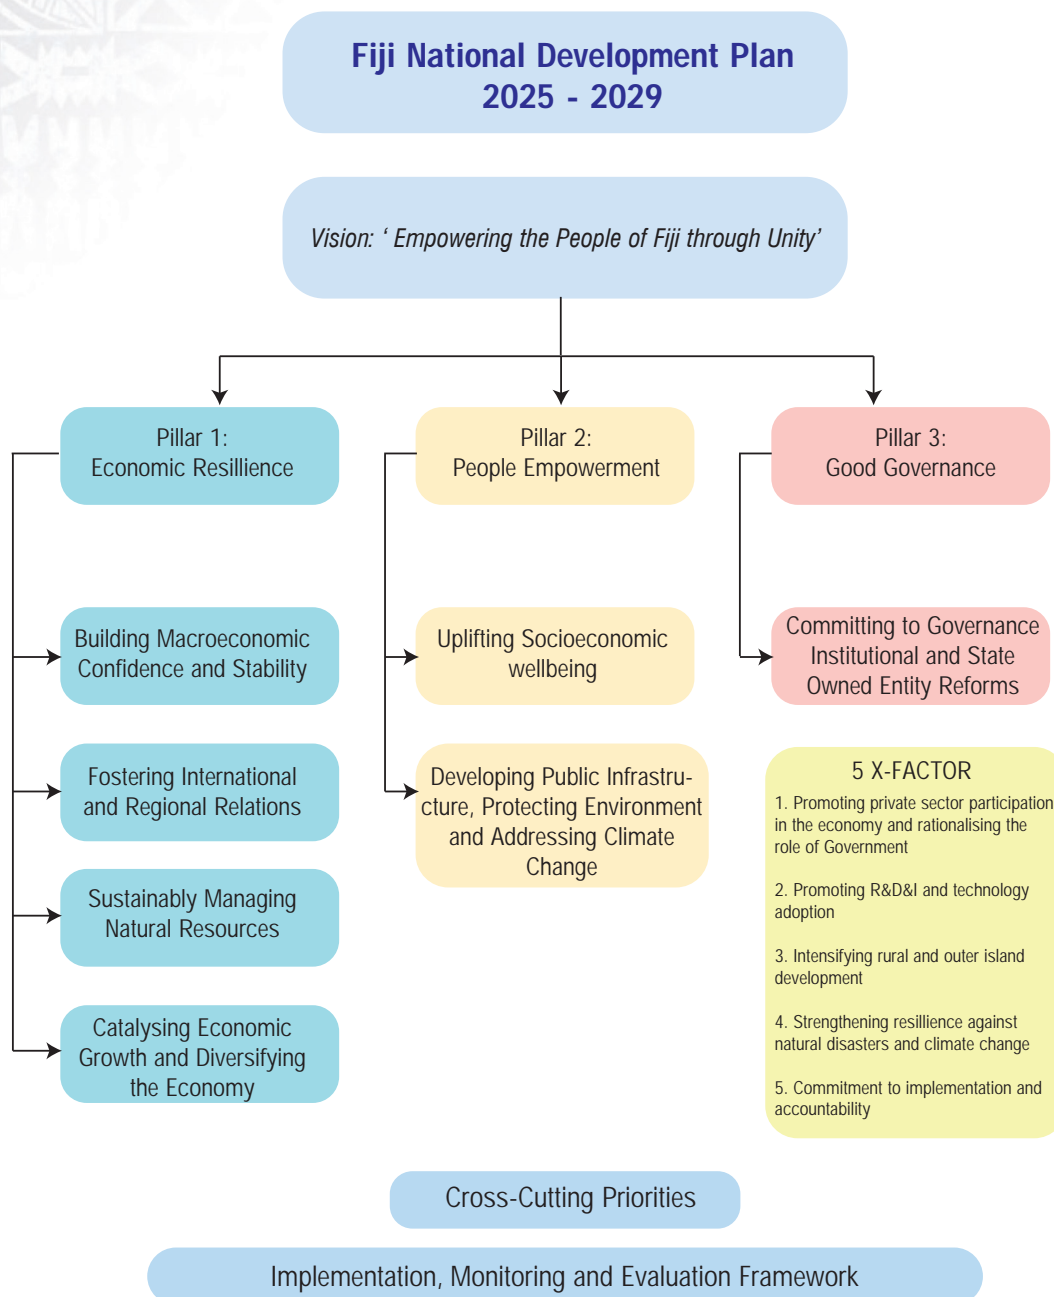 Fiji National Development Plan
2025 - 2029
Vision: ‘ Empowering the People of Fiji through Unity’
Pillar 1:
Economic Resillience
Pillar 2:
People Empowerment
Pillar 3:
Good Governance
Building Macroeconomic
Confidence and Stability
Fostering International
and Regional Relations
Sustainably Managing
Natural Resources
Catalysing Economic
Growth and Diversifying
the Economy
Uplifting Socioeconomic
wellbeing
Developing Public Infrastru-
cture, Protecting Environment
and Addressing Climate
Change
Committing to Governance
Institutional and State
Owned Entity Reforms
5 X-FACTOR
1. Promoting private sector participation
in the economy and rationalising the
role of Government
2. Promoting R&D&I and technology
adoption
3. Intensifying rural and outer island
development
4. Strengthening resillience against
natural disasters and climate change
5. Commitment to implementation and
accountability
Cross-Cutting Priorities
Implementation, Monitoring and Evaluation Framework